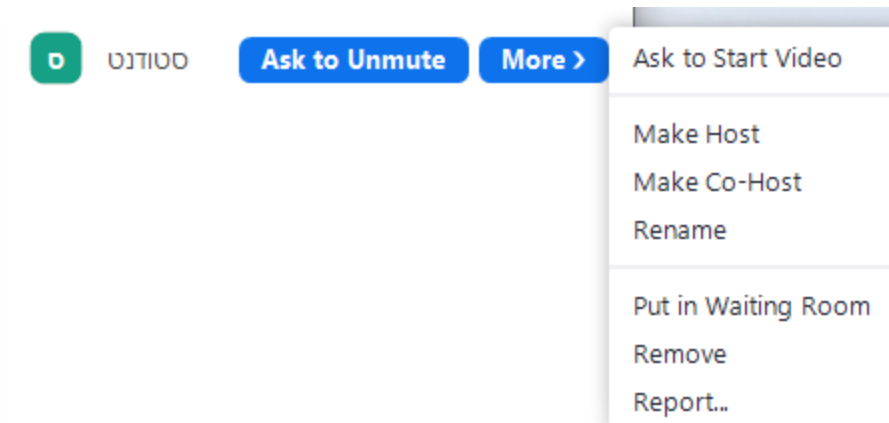 ס סטודנט Ask to Unmute More >
Ask to Start Video
Make Host
Make Co-Host
Rename
Put in Waiting Room
Remove
Report...